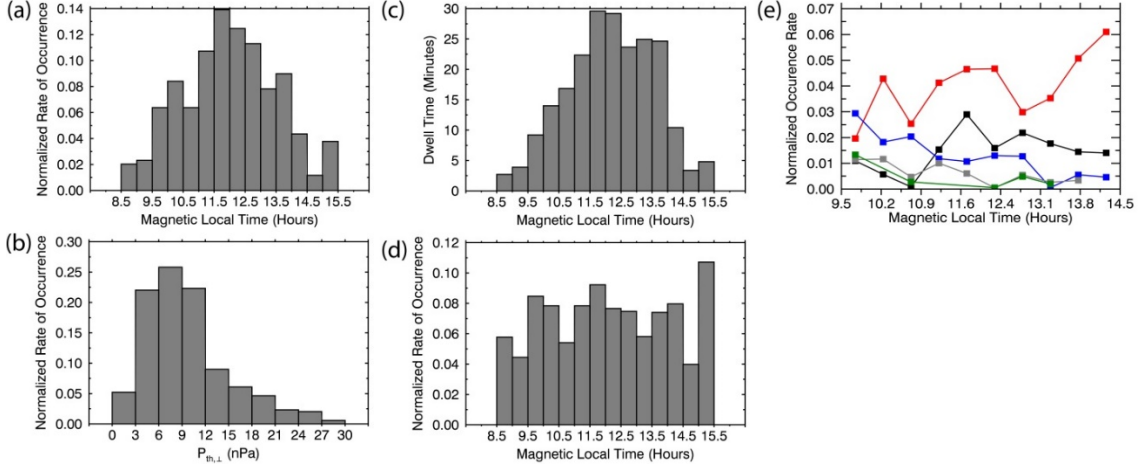 (a)
Normalized Rate of Occurrence
0.14
0.12
0.10
0.08
0.06
0.04
0.02
0.00
8.5 9.5 10.5 11.5 12.5 13.5 14.5 15.5
Magnetic Local Time (Hours)
(c)
Dwell Time (Minutes)
30
25
20
15
10
5
0
8.5 9.5 10.5 11.5 12.5 13.5 14.5 15.5
Magnetic Local Time (Hours)
(e)
Normalized Occurence Rate
0.07
0.06
0.05
0.04
0.03
0.02
0.01
0.00
9.5 10.2 10.9 11.6 12.4 13.1 13.8 14.5
Magnetic Local Time (Hours)
(b)
Normalized Rate of Occurrence
0.30
0.25
0.20
0.15
0.10
0.05
0.00
0 3 6 9 12 15 18 21 24 27 30
P th,⊥ (nPa)
(d)
Normalized Rate of Occurrence
0.12
0.10
0.08
0.06
0.04
0.02
0.00
8.5 9.5 10.5 11.5 12.5 13.5 14.5 15.5
Magnetic Local Time (Hours)